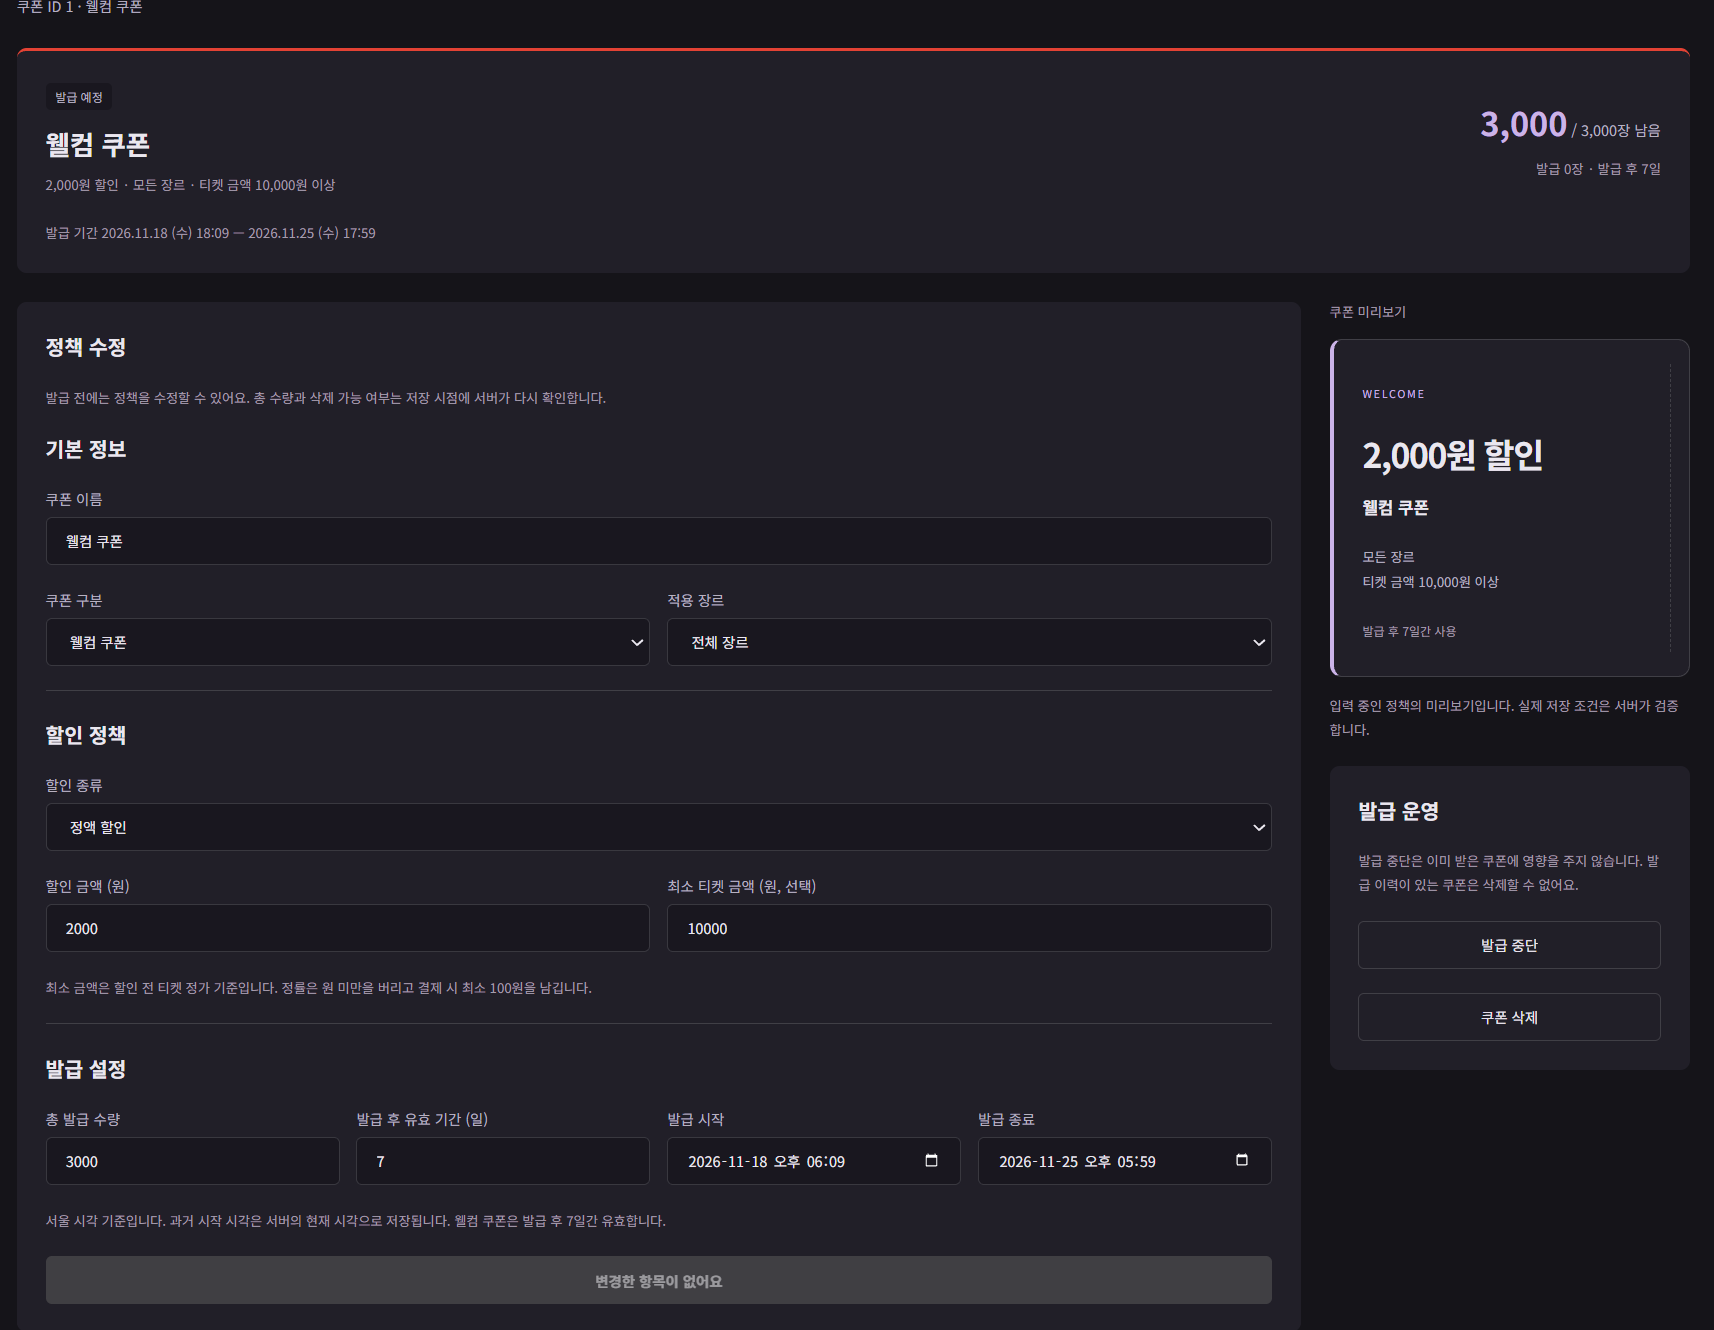 쿠폰 ID 1 · 웰컴 쿠폰
발급 예정
웰컴 쿠폰
2,000원 할인 · 모든 장르 · 티켓 금액 10,000원 이상
발급 기간 2026.11.18 (수) 18:09 — 2026.11.25 (수) 17:59
3,000 / 3,000장 남음
발급 0장 · 발급 후 7일
정책 수정
발급 전에는 정책을 수정할 수 있어요. 총 수량과 삭제 가능 여부는 저장 시점에 서버가 다시 확인합니다.
기본 정보
쿠폰 이름
웰컴 쿠폰
쿠폰 구분
적용 장르
웰컴 쿠폰
전체 장르
할인 정책
할인 종류
정액 할인
할인 금액 (원)
최소 티켓 금액 (원, 선택)
2000
10000
최소 금액은 할인 전 티켓 정가 기준입니다. 정률은 원 미만을 버리고 결제 시 최소 100원을 남깁니다.
발급 설정
총 발급 수량
발급 후 유효 기간 (일)
발급 시작
발급 종료
3000
7
2026-11-18 오후 06:09
2026-11-25 오후 05:59
서울 시각 기준입니다. 과거 시작 시각은 서버의 현재 시각으로 저장됩니다. 웰컴 쿠폰은 발급 후 7일간 유효합니다.
변경한 항목이 없어요
쿠폰 미리보기
WELCOME
2,000원 할인
웰컴 쿠폰
모든 장르
티켓 금액 10,000원 이상
발급 후 7일간 사용
입력 중인 정책의 미리보기입니다. 실제 저장 조건은 서버가 검증
합니다.
발급 운영
발급 중단은 이미 받은 쿠폰에 영향을 주지 않습니다. 발
급 이력이 있는 쿠폰은 삭제할 수 없어요.
발급 중단
쿠폰 삭제